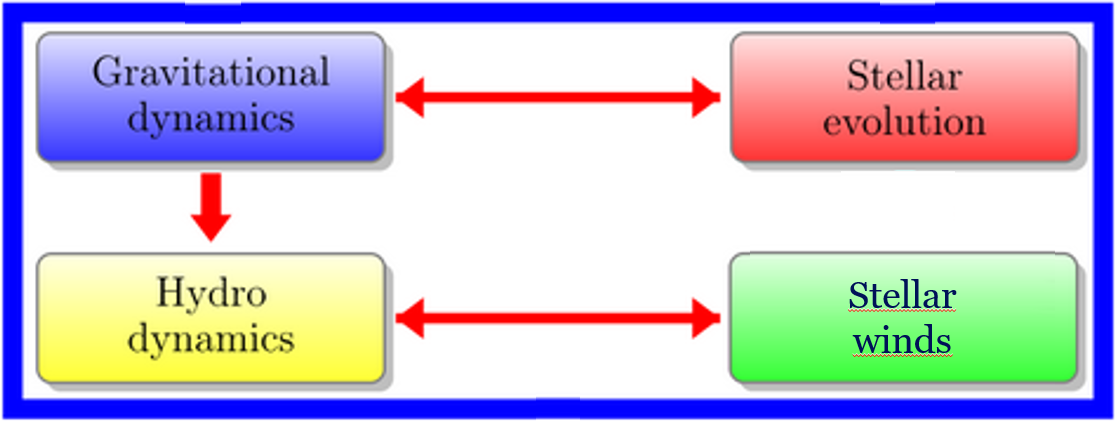 Gravitational
dynamics
Stellar
evolution
Hydro
dynamics
Stellar
winds